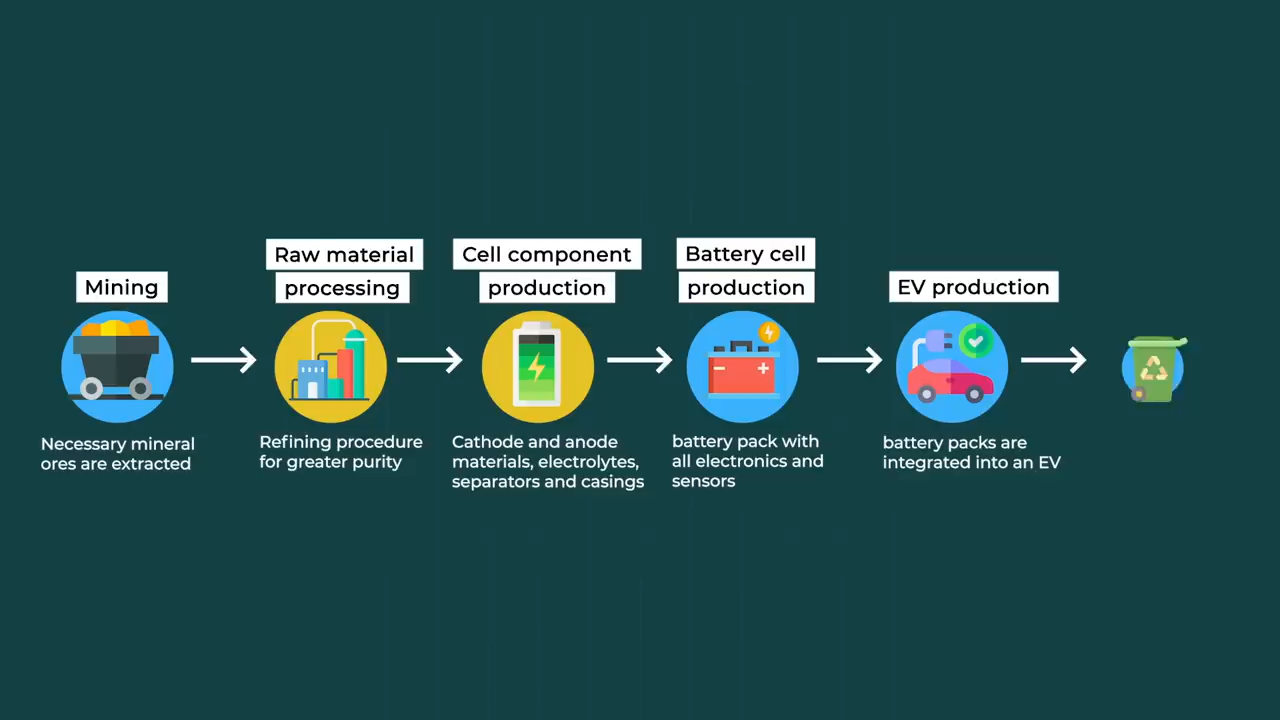 Mining
Necessary mineral
ores are extracted
Raw material
processing
Refining procedure
for greater purity
Cell component
production
Cathode and anode
materials, electrolytes,
separators and casings
Battery cell
production
battery pack with
all electronics and
sensors
EV production
battery packs are
integrated into an EV